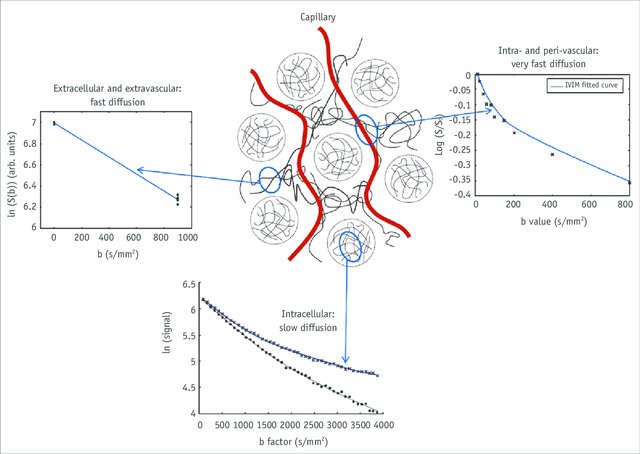 Capillary
Extracellular and extravascular:
fast diffusion
7
6.8
6.6
6.4
6.2
6
ln (S(b)) (arb. units)
0 200 400 600 800 1000
b (s/mm²)
Intra- and peri-vascular:
very fast diffusion
IVIM fitted curve
0
-0.05
-0.1
-0.15
-0.2
-0.25
-0.3
-0.35
-0.4
Log (S/S
0 200 400 600 800
b value (s/mm²)
Intracellular:
slow diffusion
6.5
6
5.5
5
4.5
4
ln (signal)
0 500 1000 1500 2000 2500 3000 3500 4000
b factor (s/mm²)